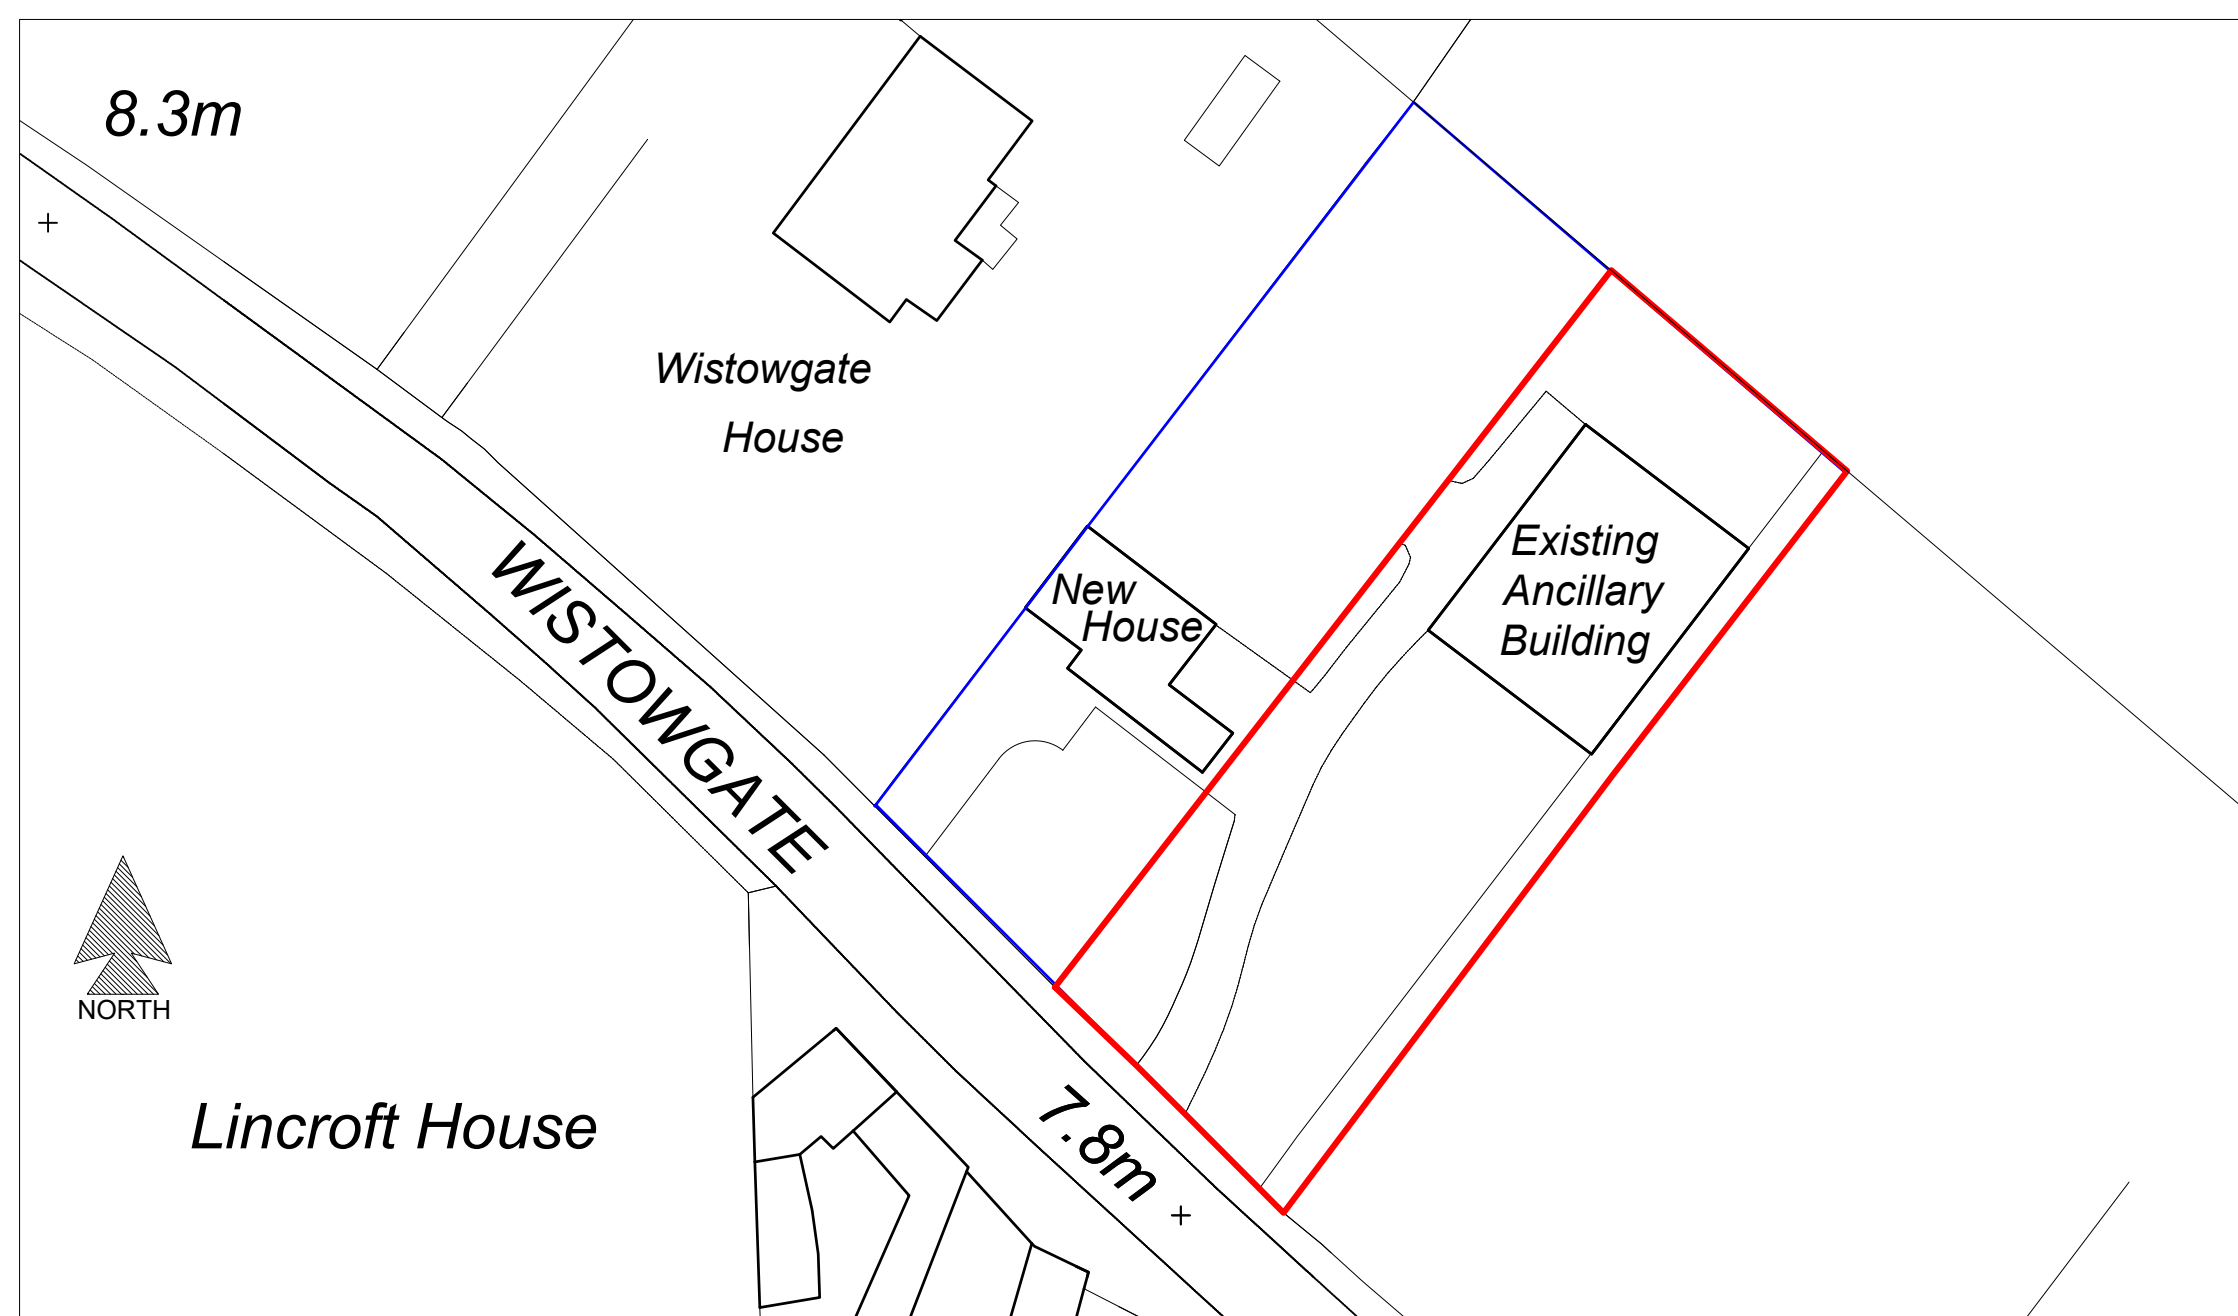 8.3m
Wistowgate
House
WISTOWGATE
New
House
Existing
Ancillary
Building
NORTH
Lincroft House
7.8m